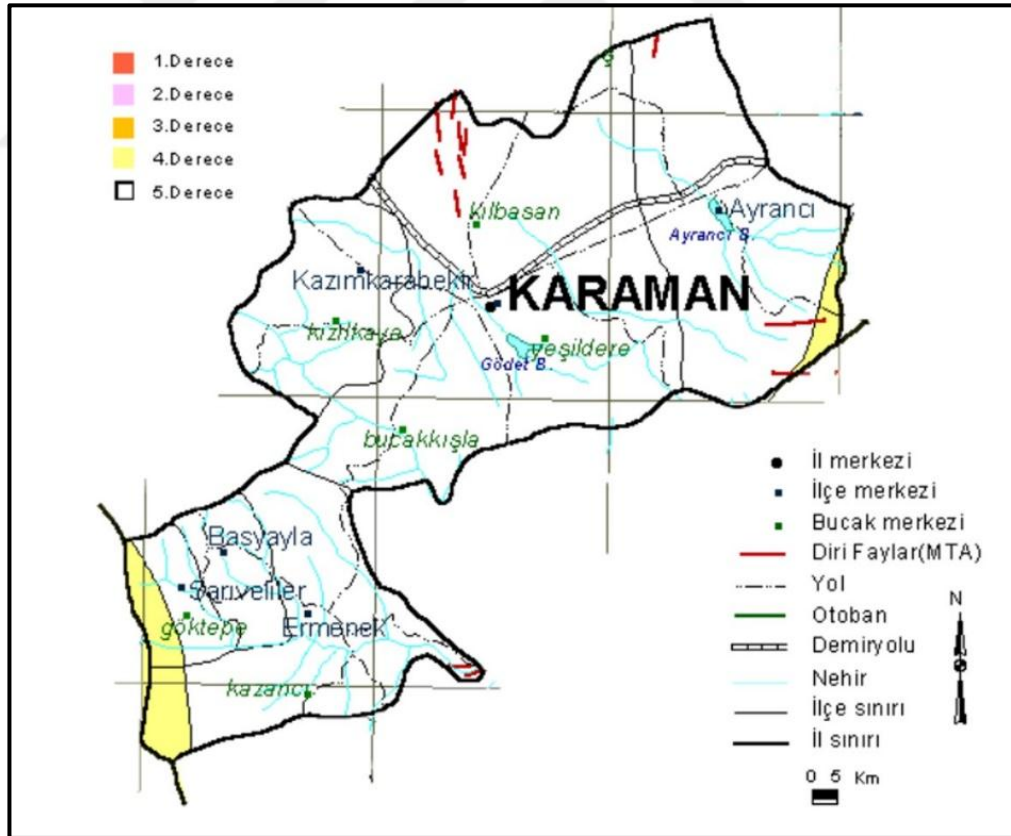 1.Derece
2.Derece
3.Derece
4.Derece
5.Derece
kılbasan
Ayrancı
Ayrancı B.
Kazımkarabekir
KARAMAN
kızılkaya
yeşildere
Gödet B.
bucakkışla
Başyayla
Sarıveliler
göktepe
Ermenek
kazancı
İl merkezi
İlçe merkezi
Bucak merkezi
Diri Faylar(MTA)
Yol
Otoban
Demiryolu
Nehir
İlçe sınırı
İl sınırı
N
0 5 Km